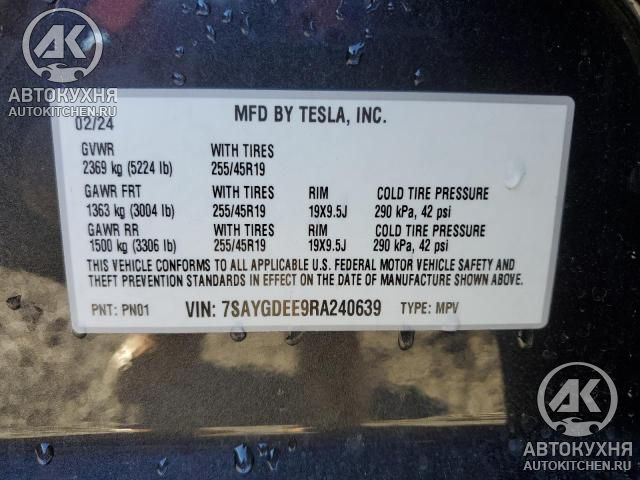 АК
АВТОКУХНЯ
AUTOKITCHEN.RU
MFD BY TESLA, INC.
02/24
GVWR WITH TIRES
2369 kg (5224 lb) 255/45R19
GAWR FRT WITH TIRES RIM COLD TIRE PRESSURE
1363 kg (3004 lb) 255/45R19 19X9.5J 290 kPa, 42 psi
GAWR RR WITH TIRES RIM COLD TIRE PRESSURE
1500 kg (3306 lb) 255/45R19 19X9.5J 290 kPa, 42 psi
THIS VEHICLE CONFORMS TO ALL APPLICABLE U.S. FEDERAL MOTOR VEHICLE SAFETY AND
THEFT PREVENTION STANDARDS IN EFFECT ON THE DATE OF MANUFACTURE SHOWN ABOVE.
PNT: PN01 VIN: 7SAYGDEE9RA240639 TYPE: MPV
АК
АВТОКУХНЯ
AUTOKITCHEN.RU